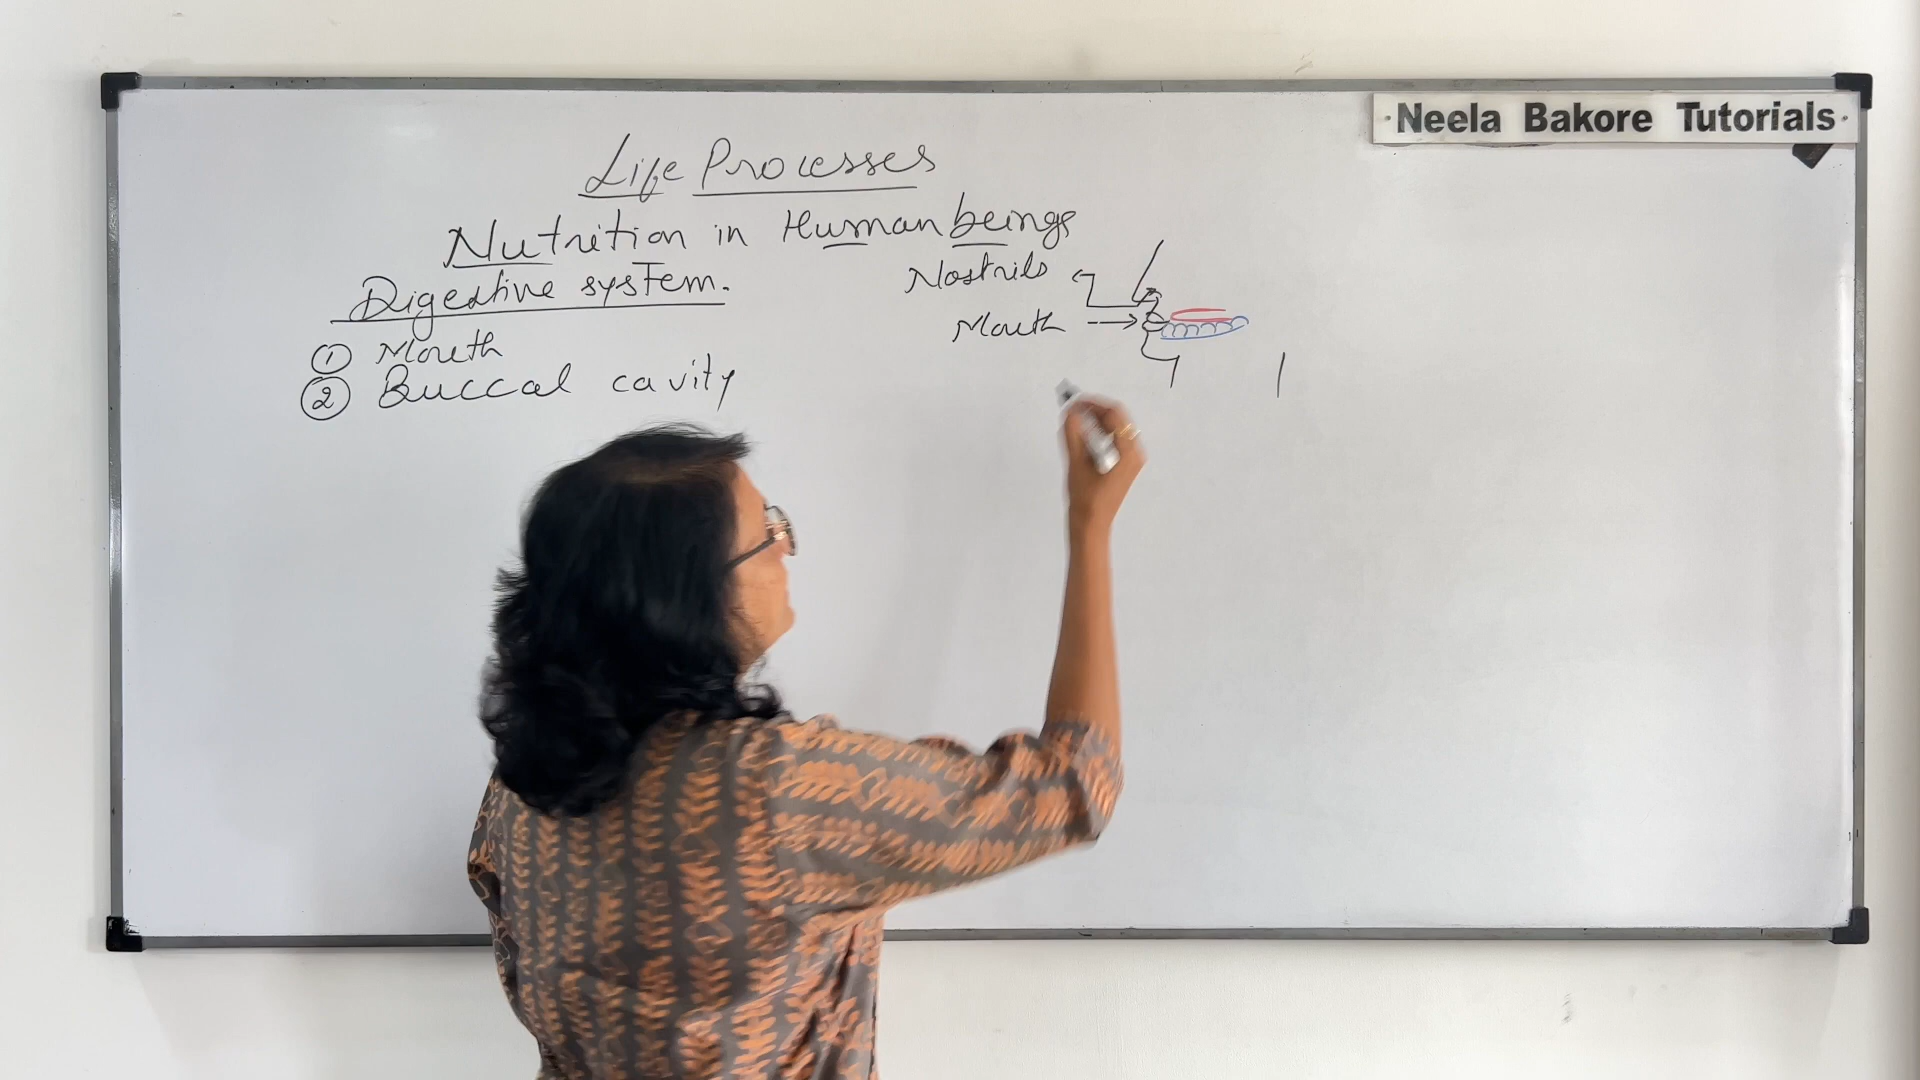 Neela Bakore Tutorials
Life Processes
Nutrition in Human beings
Digestive system.
① Mouth
② Buccal cavity
Nostrils
Mouth